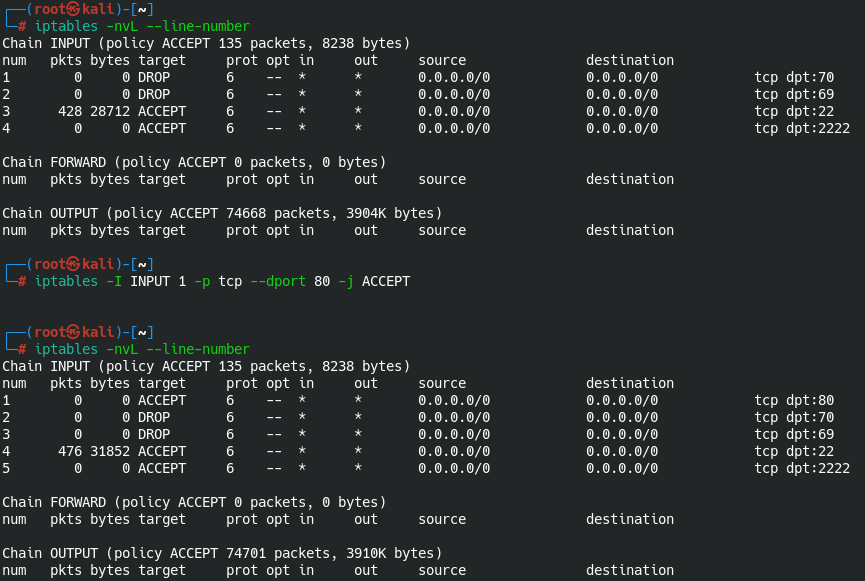 ┌──(root㉿kali)-[~]
└─# iptables -nvL --line-number
Chain INPUT (policy ACCEPT 135 packets, 8238 bytes)
num   pkts bytes target     prot opt in     out     source               destination
1        0     0 DROP       6    --  *      *       0.0.0.0/0            0.0.0.0/0            tcp dpt:70
2        0     0 DROP       6    --  *      *       0.0.0.0/0            0.0.0.0/0            tcp dpt:69
3      428 28712 ACCEPT     6    --  *      *       0.0.0.0/0            0.0.0.0/0            tcp dpt:22
4        0     0 ACCEPT     6    --  *      *       0.0.0.0/0            0.0.0.0/0            tcp dpt:2222

Chain FORWARD (policy ACCEPT 0 packets, 0 bytes)
num   pkts bytes target     prot opt in     out     source               destination

Chain OUTPUT (policy ACCEPT 74668 packets, 3904K bytes)
num   pkts bytes target     prot opt in     out     source               destination

┌──(root㉿kali)-[~]
└─# iptables -I INPUT 1 -p tcp --dport 80 -j ACCEPT

┌──(root㉿kali)-[~]
└─# iptables -nvL --line-number
Chain INPUT (policy ACCEPT 135 packets, 8238 bytes)
num   pkts bytes target     prot opt in     out     source               destination
1        0     0 ACCEPT     6    --  *      *       0.0.0.0/0            0.0.0.0/0            tcp dpt:80
2        0     0 DROP       6    --  *      *       0.0.0.0/0            0.0.0.0/0            tcp dpt:70
3        0     0 DROP       6    --  *      *       0.0.0.0/0            0.0.0.0/0            tcp dpt:69
4      476 31852 ACCEPT     6    --  *      *       0.0.0.0/0            0.0.0.0/0            tcp dpt:22
5        0     0 ACCEPT     6    --  *      *       0.0.0.0/0            0.0.0.0/0            tcp dpt:2222

Chain FORWARD (policy ACCEPT 0 packets, 0 bytes)
num   pkts bytes target     prot opt in     out     source               destination

Chain OUTPUT (policy ACCEPT 74701 packets, 3910K bytes)
num   pkts bytes target     prot opt in     out     source               destination